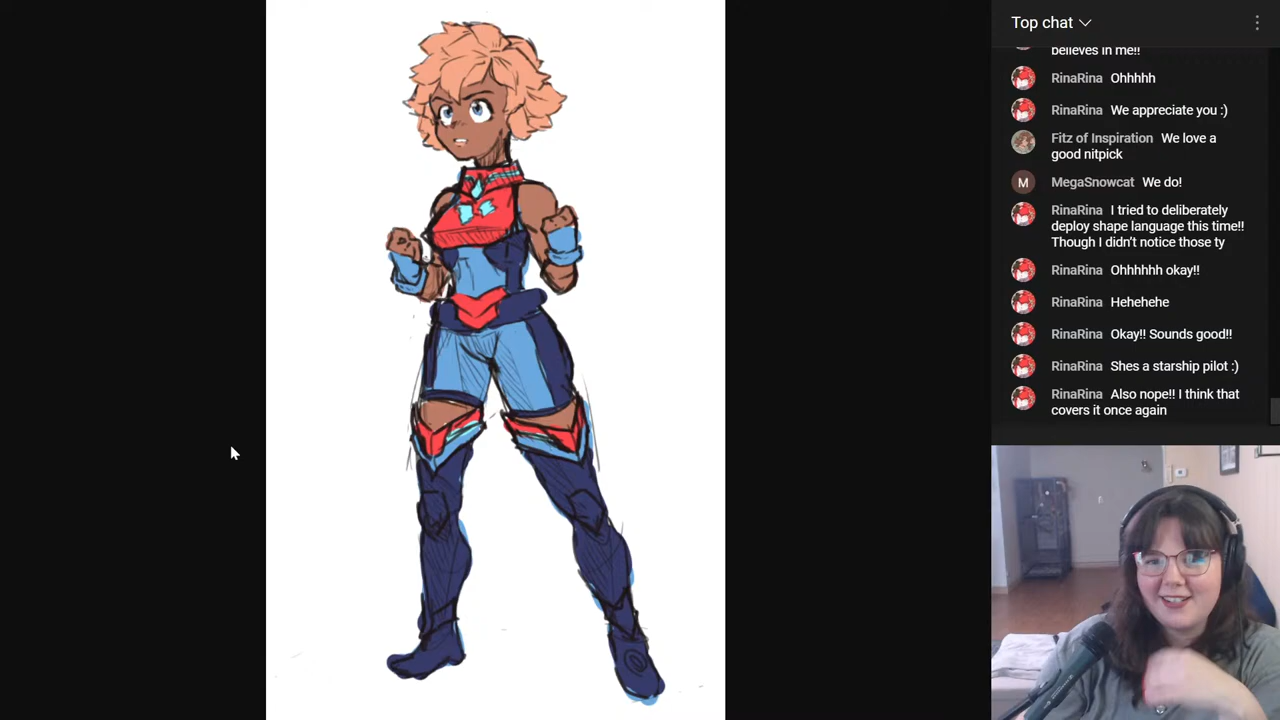 Top chat
believes in me!!
RinaRina Ohhhhh
RinaRina We appreciate you :)
Fitz of Inspiration We love a
good nitpick
M
MegaSnowcat We do!
RinaRina I tried to deliberately
deploy shape language this time!!
Though I didn't notice those ty
RinaRina Ohhhhhh okay!!
RinaRina Hehehehe
RinaRina Okay!! Sounds good!!
RinaRina Shes a starship pilot :)
RinaRina Also nope!! I think that
covers it once again